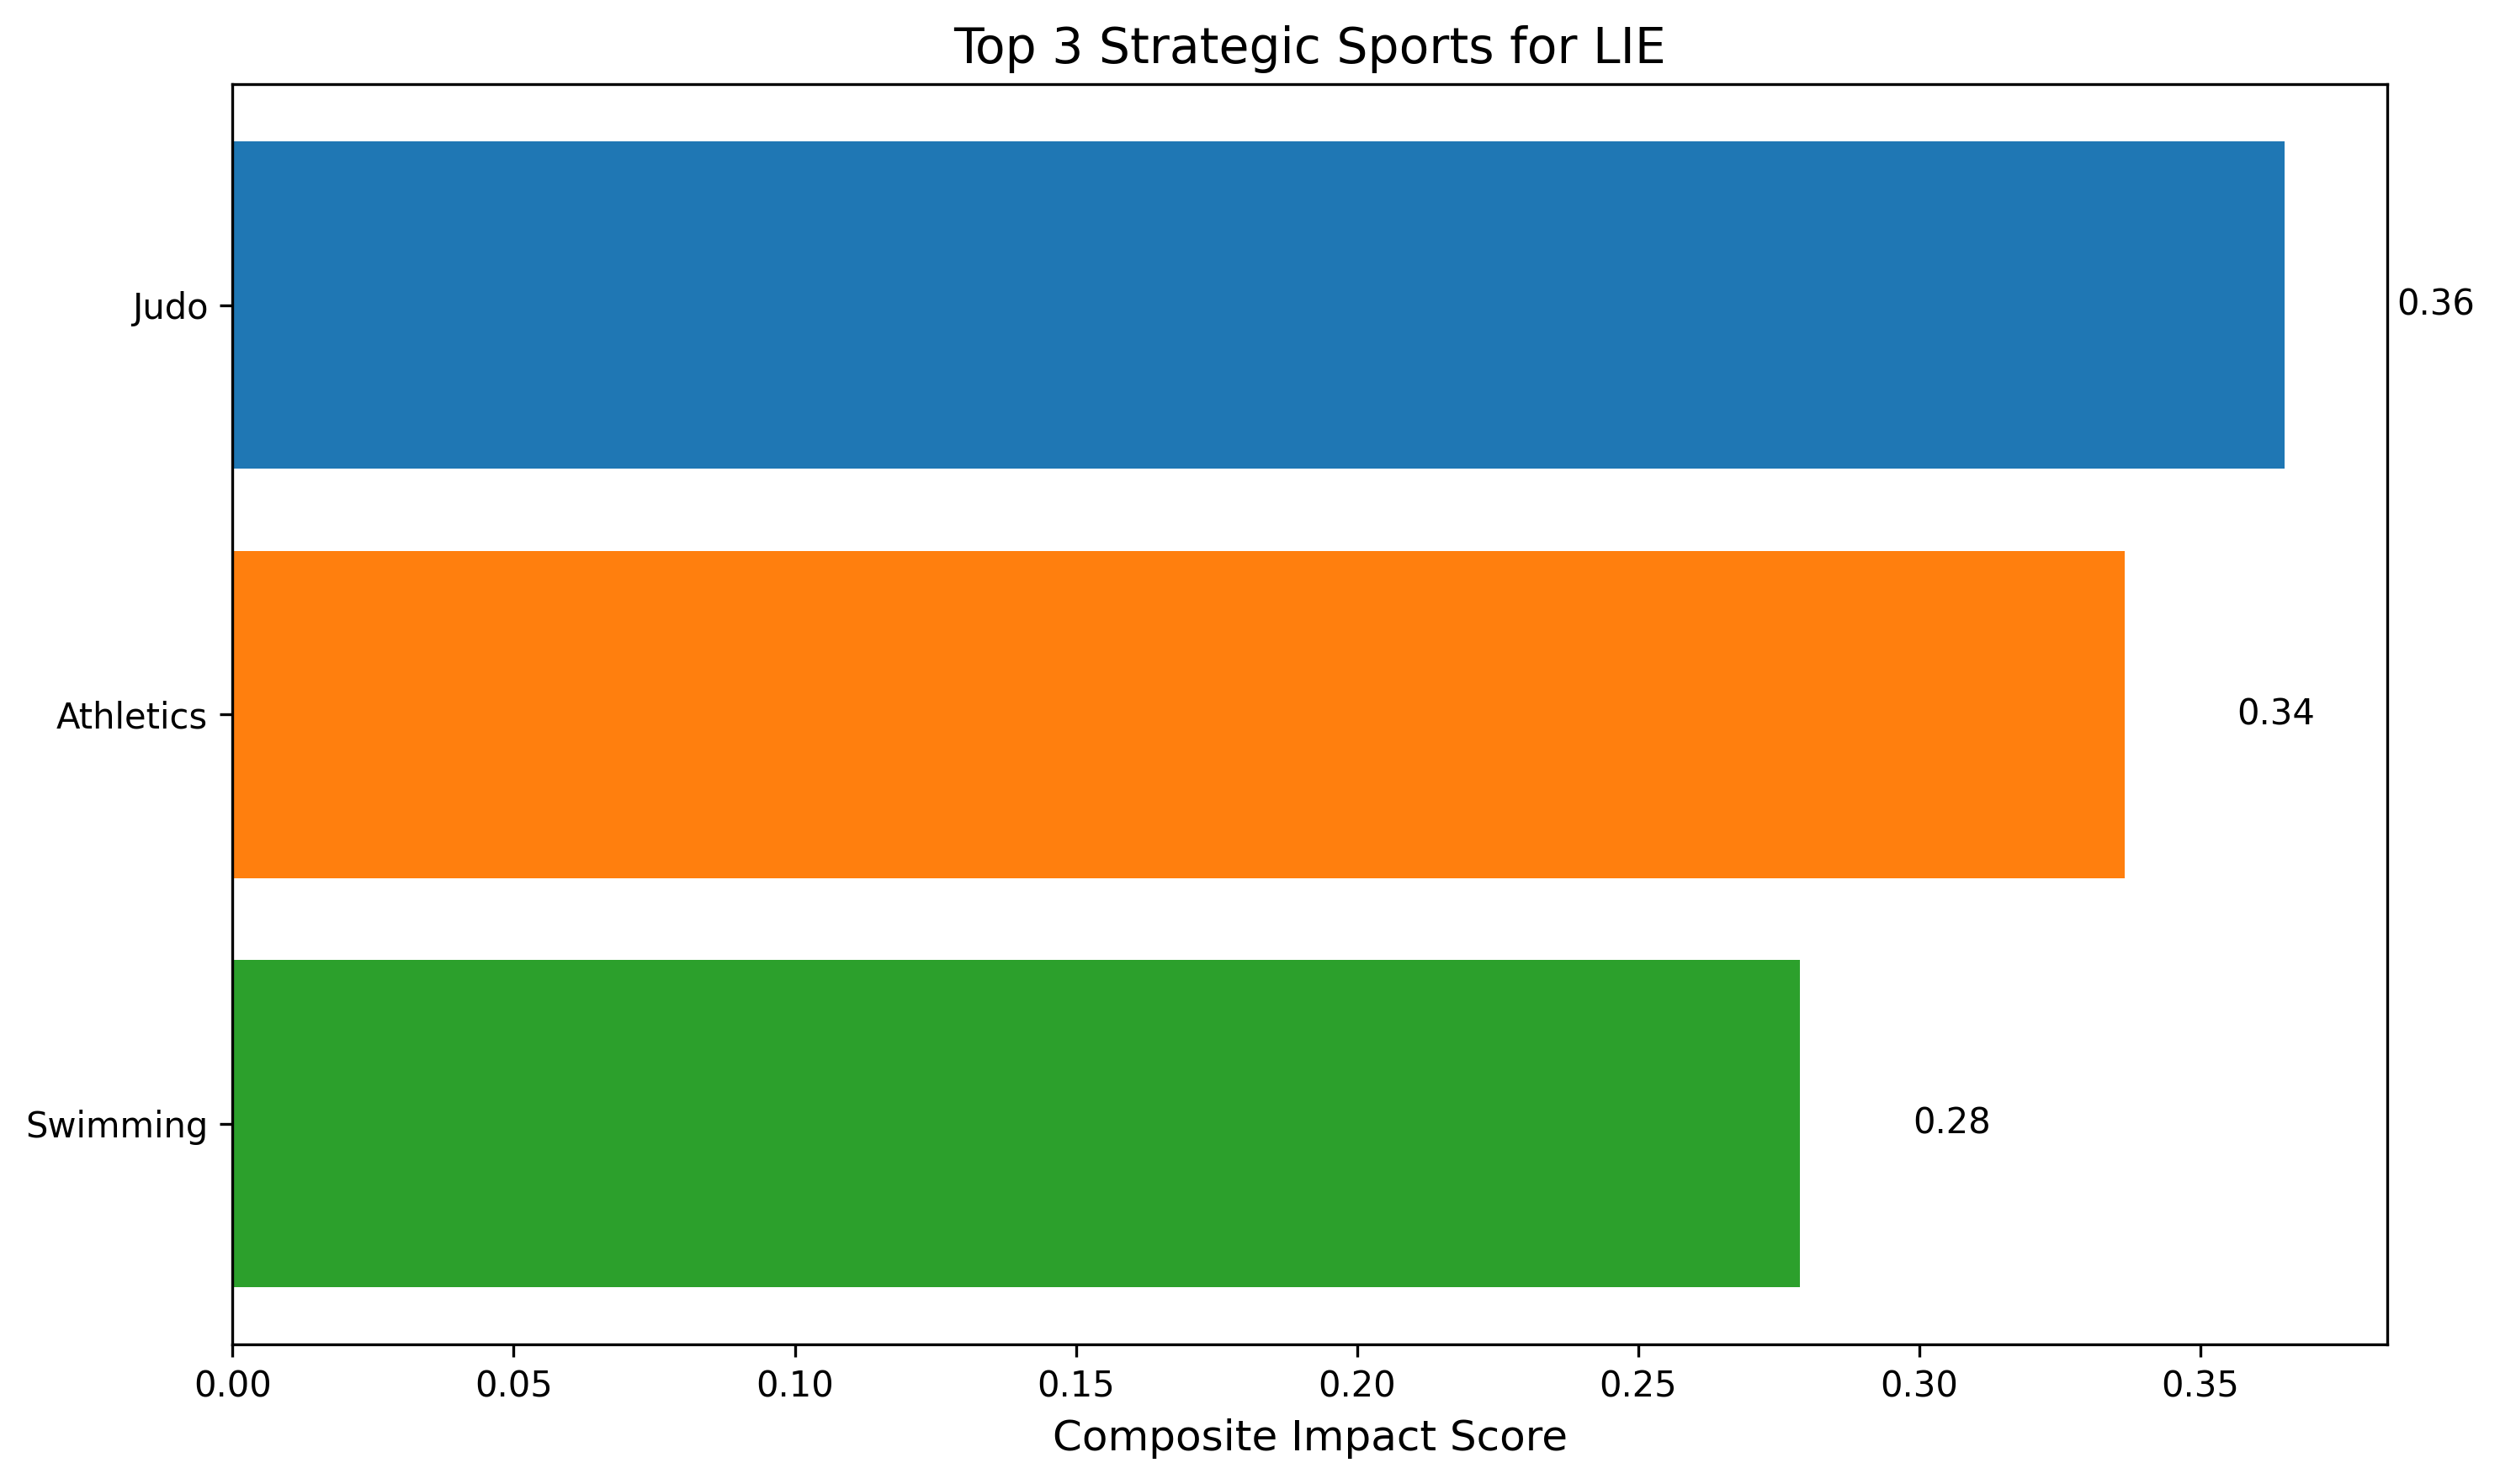 Top 3 Strategic Sports for LIE
Judo
0.36
Athletics
0.34
Swimming
0.28
0.00 0.05 0.10 0.15 0.20 0.25 0.30 0.35
Composite Impact Score